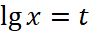 lg x = t